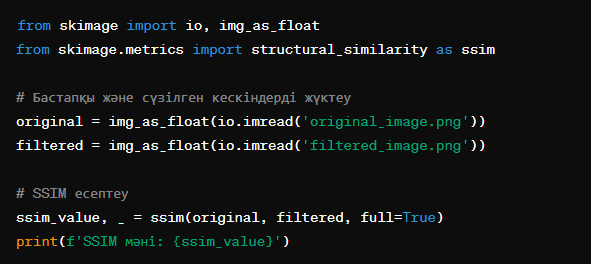 from skimage import io, img_as_float
from skimage.metrics import structural_similarity as ssim
# Бастапқы және сүзілген кескіндерді жүктеу
original = img_as_float(io.imread('original_image.png'))
filtered = img_as_float(io.imread('filtered_image.png'))
# SSIM есептеу
ssim_value, _ = ssim(original, filtered, full=True)
print(f'SSIM мәні: {ssim_value}')